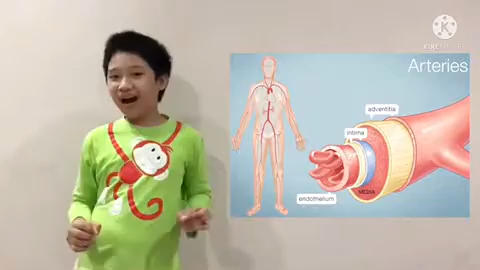 KINEMASTER
Arteries
adventitia
intima
MEDIA
endothelium